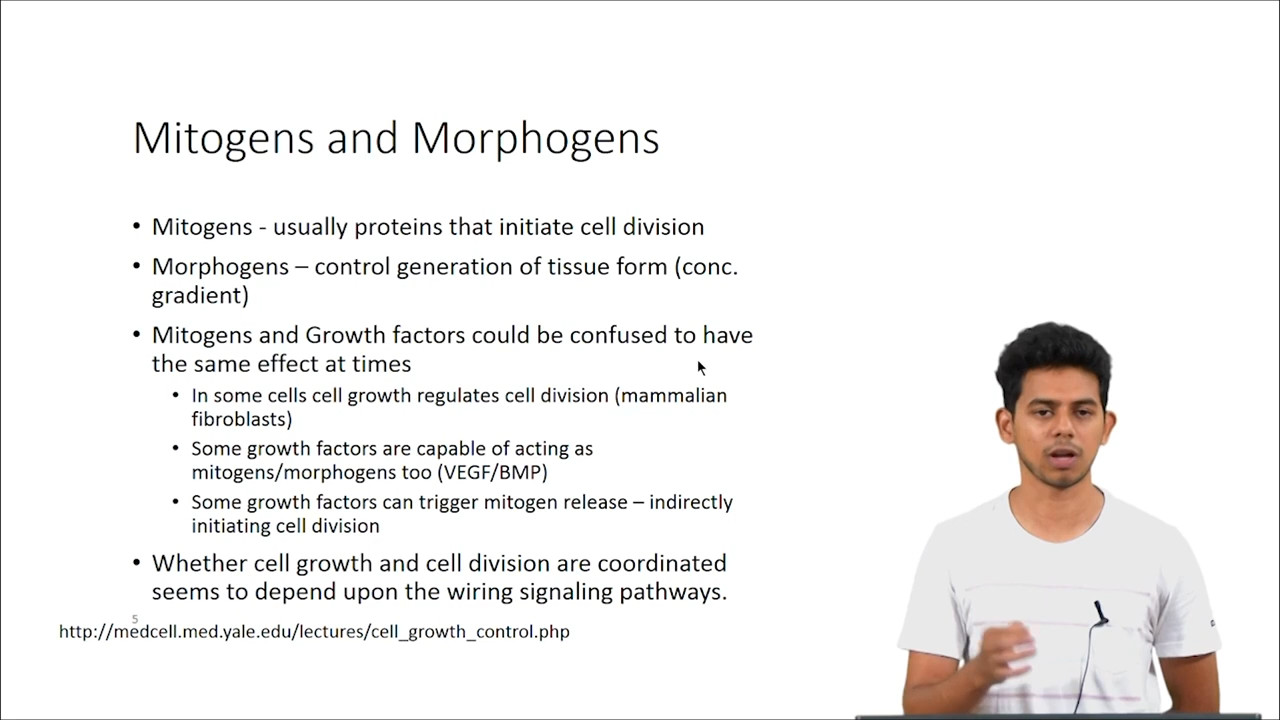 Mitogens and Morphogens
• Mitogens - usually proteins that initiate cell division
• Morphogens – control generation of tissue form (conc.
gradient)
• Mitogens and Growth factors could be confused to have
the same effect at times
• In some cells cell growth regulates cell division (mammalian
fibroblasts)
• Some growth factors are capable of acting as
mitogens/morphogens too (VEGF/BMP)
• Some growth factors can trigger mitogen release – indirectly
initiating cell division
• Whether cell growth and cell division are coordinated
seems to depend upon the wiring signaling pathways.
5
http://medcell.med.yale.edu/lectures/cell_growth_control.php